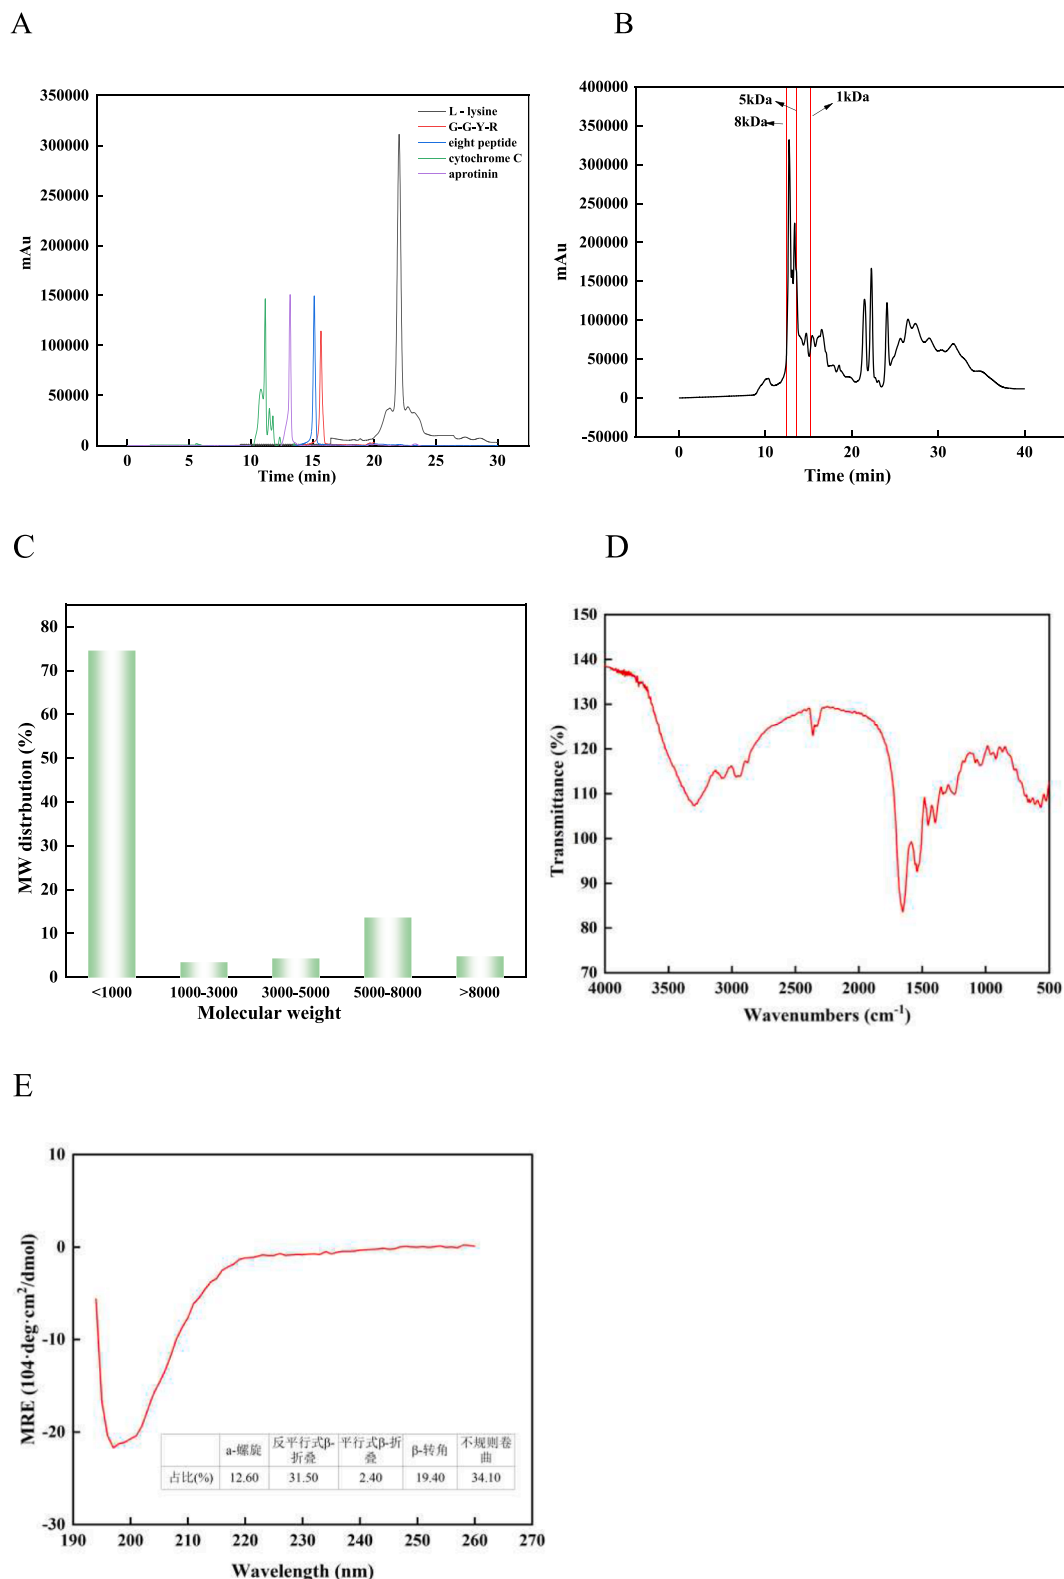 A
350000
300000
250000
200000
150000
100000
50000
0
mAu
L - lysine
G-G-Y-R
eight peptide
cytochrome C
aprotinin
0 5 10 15 20 25 30
Time (min)
B
400000
350000
300000
250000
200000
150000
100000
50000
0
-50000
mAu
5kDa
1kDa
8kDa
0 10 20 30 40
Time (min)
C
80
70
60
50
40
30
20
10
0
MW distrbution (%)
<1000 1000-3000 3000-5000 5000-8000 >8000
Molecular weight
D
150
140
130
120
110
100
90
80
70
Transmittance (%)
4000 3500 3000 2500 2000 1500 1000 500
Wavenumbers (cm⁻¹)
E
10
0
-10
-20
-30
MRE (104·deg·cm²/dmol)
a-螺旋 反平行式β-折叠 平行式β-折叠 β-转角 不规则卷曲
占比(%) 12.60 31.50 2.40 19.40 34.10
190 200 210 220 230 240 250 260 270
Wavelength (nm)